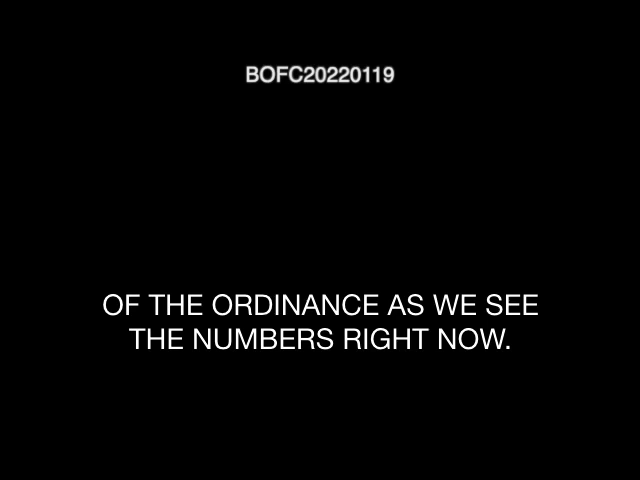 BOFC20220119
OF THE ORDINANCE AS WE SEE
THE NUMBERS RIGHT NOW.